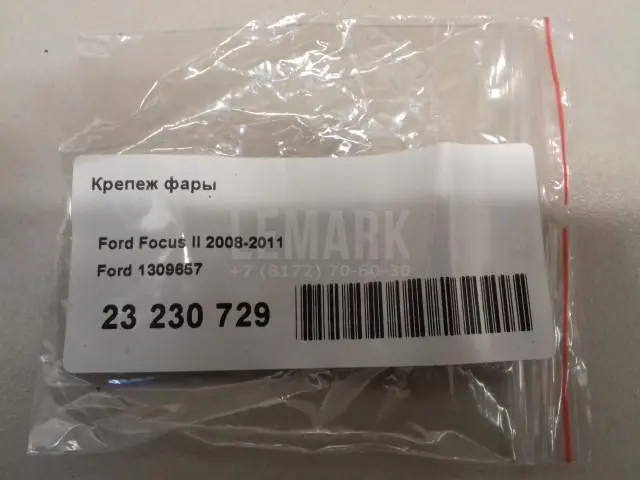 Крепеж фары
LEMARK
Ford Focus II 2008-2011
+7 (8172) 70-60-30
Ford 1309657
23 230 729